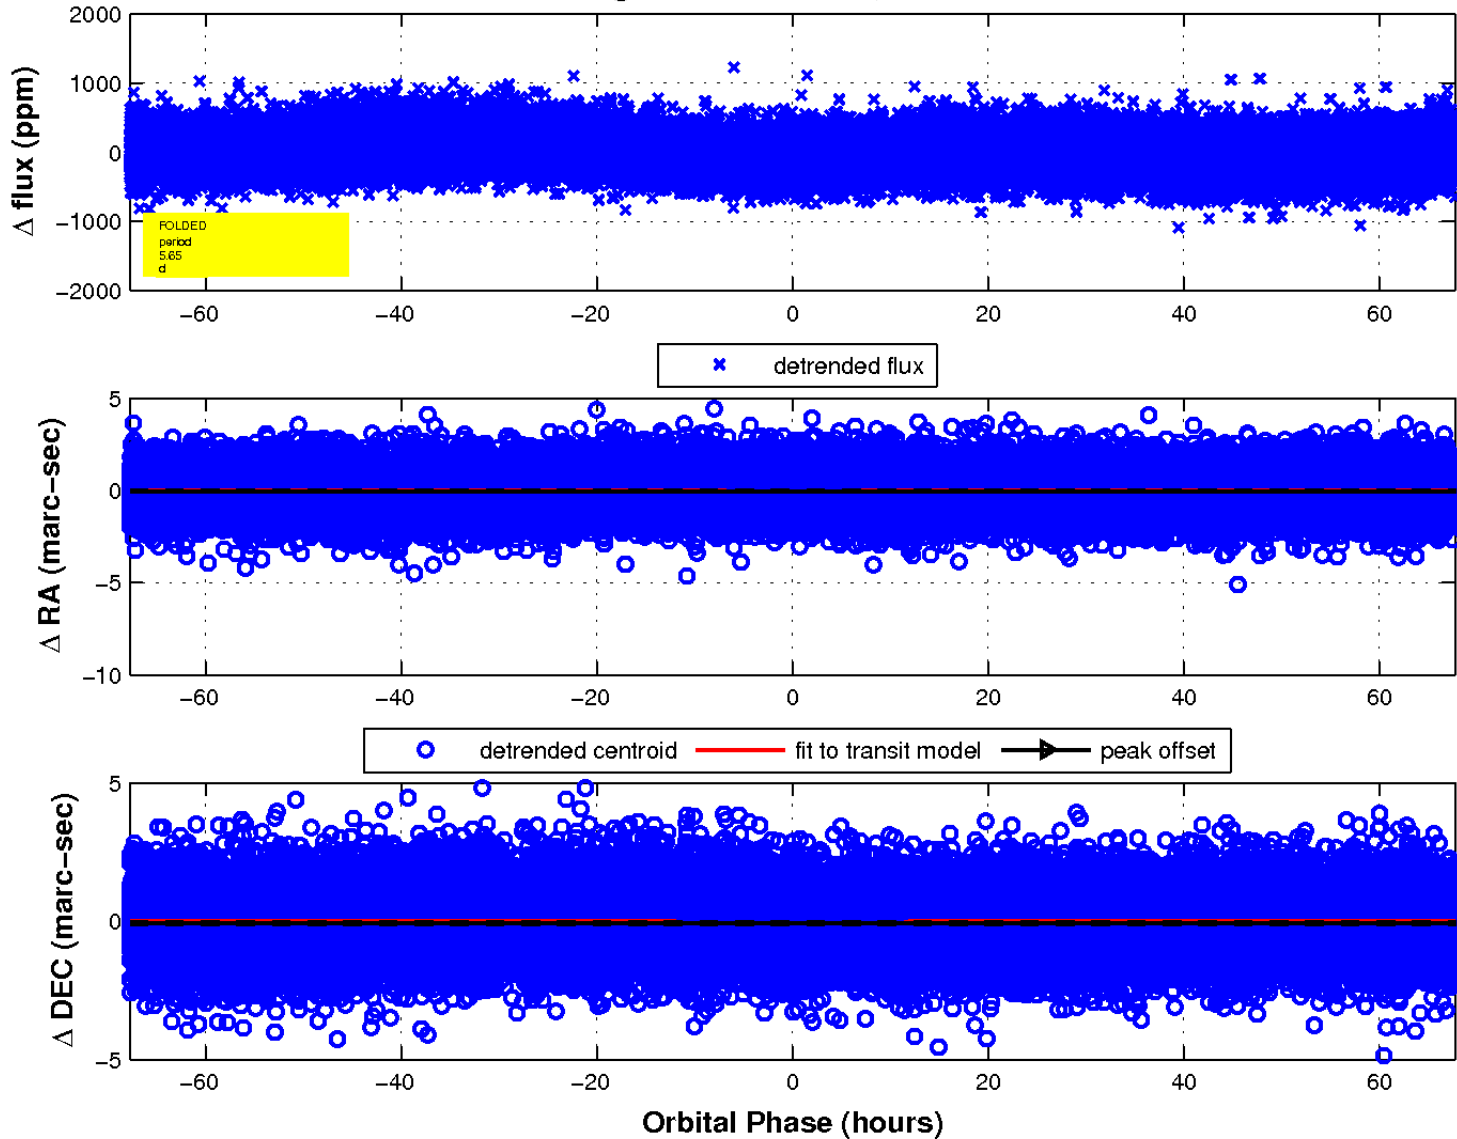 2000
1000
0
−1000
−2000
Δ flux (ppm)
FOLDED
period
5.65
d
−60 −40 −20 0 20 40 60
detrended flux
5
0
−5
−10
Δ RA (marc−sec)
−60 −40 −20 0 20 40 60
detrended centroid fit to transit model peak offset
5
0
−5
Δ DEC (marc−sec)
−60 −40 −20 0 20 40 60
Orbital Phase (hours)